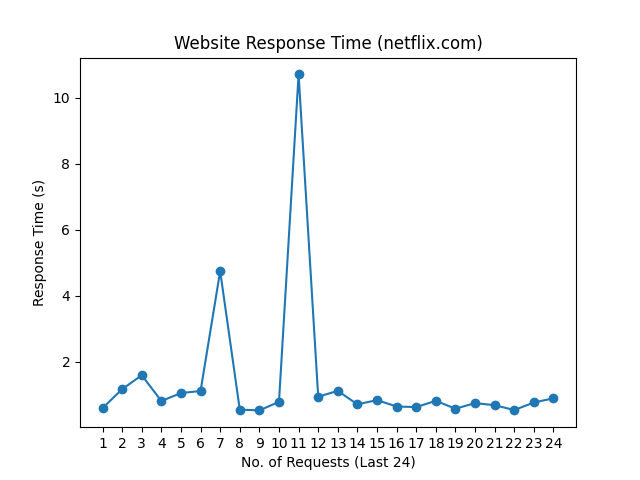 Website Response Time (netflix.com)
Response Time (s)
10
8
6
4
2
1 2 3 4 5 6 7 8 9 10 11 12 13 14 15 16 17 18 19 20 21 22 23 24
No. of Requests (Last 24)